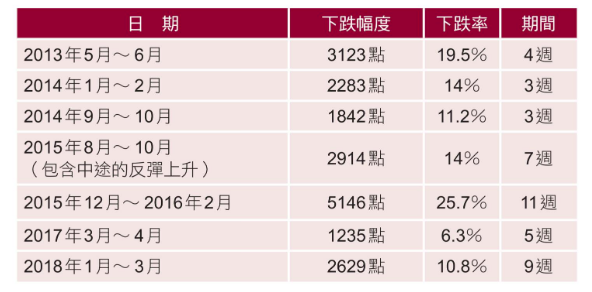 日 期 下跌幅度 下跌率 期間
2013年5月～6月 3123點 19.5% 4週
2014年1月～2月 2283點 14% 3週
2014年9月～10月 1842點 11.2% 3週
2015年8月～10月
（包含中途的反彈上升） 2914點 14% 7週
2015年12月～2016年2月 5146點 25.7% 11週
2017年3月～4月 1235點 6.3% 5週
2018年1月～3月 2629點 10.8% 9週